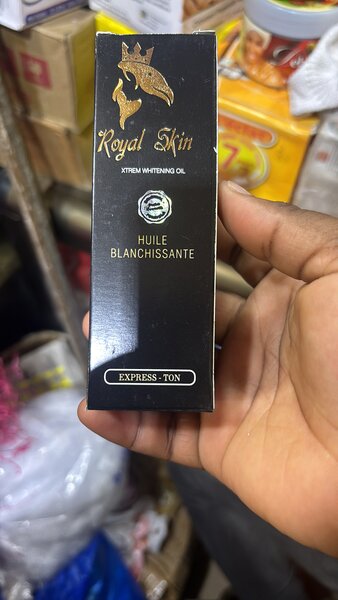 Royal Skin
XTREM WHITENING OIL
HUILE
BLANCHISSANTE
EXPRESS - TON